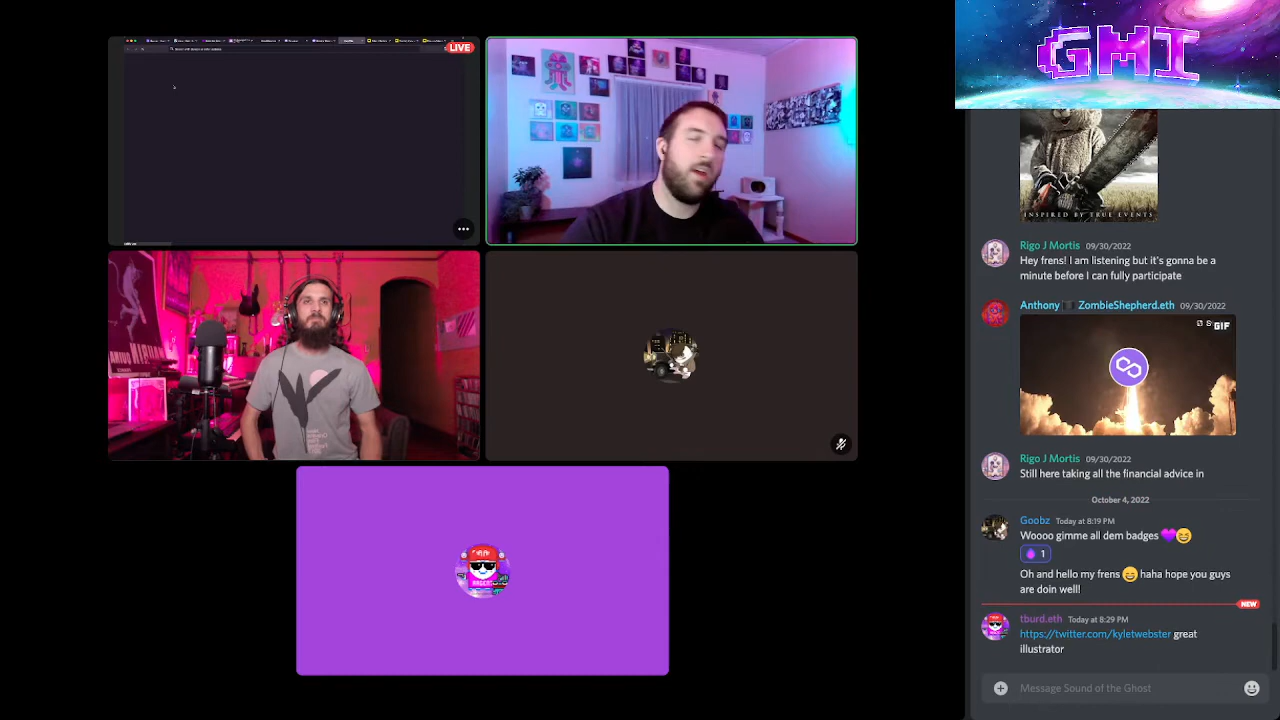 LIVE
GMI
INSPIRED BY TRUE EVENTS
Rigo J Mortis 09/30/2022
Hey frens! I am listening but it's gonna be a
minute before I can fully participate
Anthony ZombieShepherd.eth 09/30/2022
GIF
Rigo J Mortis 09/30/2022
Still here taking all the financial advice in
October 4, 2022
Goobz Today at 8:19 PM
Woooo gimme all dem badges 💜😄
1
Oh and hello my frens 😄 haha hope you guys
are doin well!
NEW
tburd.eth Today at 8:29 PM
https://twitter.com/kyletwebster great
illustrator
Message Sound of the Ghost